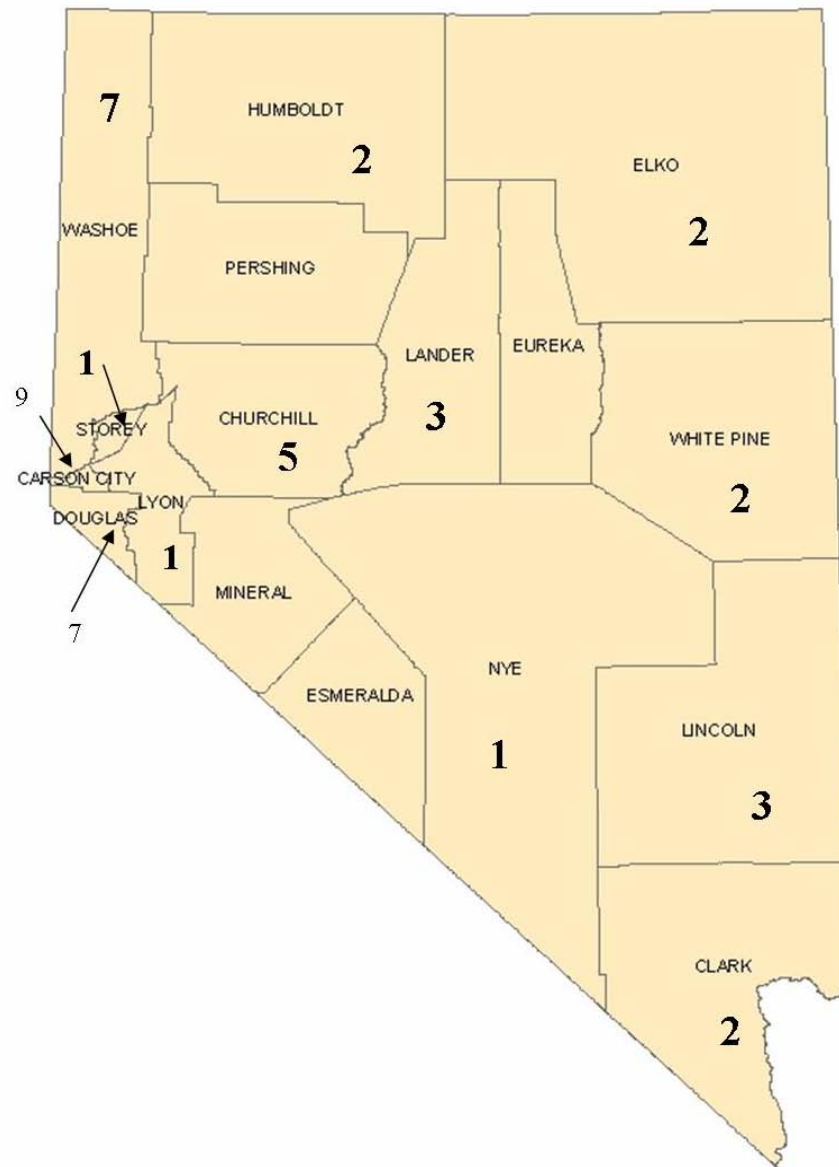 7
HUMBOLDT
2
ELKO
2
WASHOE
PERSHING
LANDER
3
EUREKA
1
9
STOREY
CHURCHILL
5
WHITE PINE
2
CARSON CITY
LYON
1
DOUGLAS
7
MINERAL
ESMERALDA
NYE
1
LINCOLN
3
CLARK
2